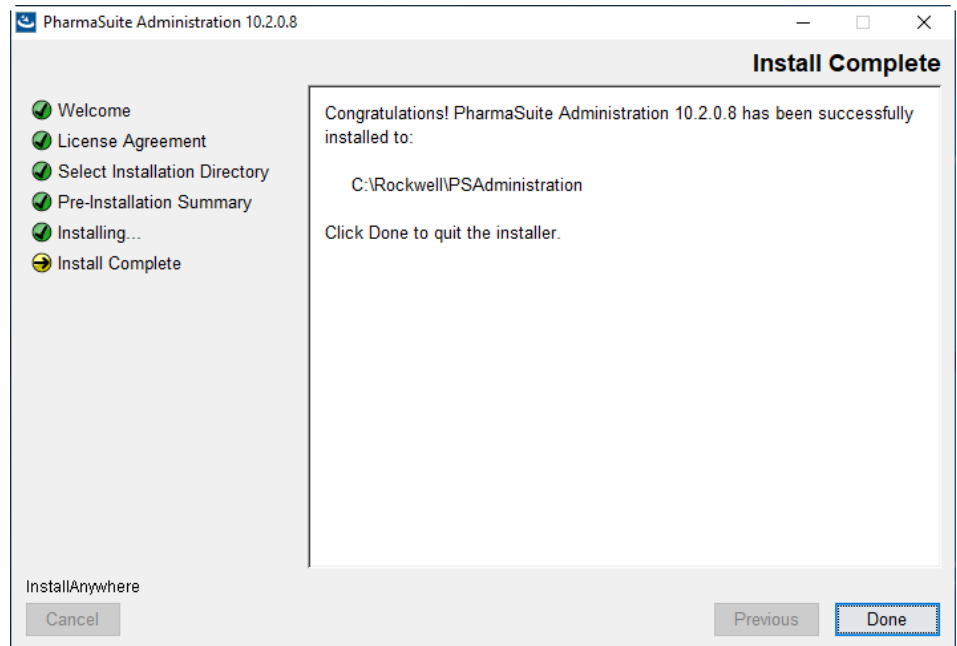 PharmaSuite Administration 10.2.0.8
Install Complete
Welcome
License Agreement
Select Installation Directory
Pre-Installation Summary
Installing...
Install Complete
Congratulations! PharmaSuite Administration 10.2.0.8 has been successfully
installed to:
C:\Rockwell\PSAdministration
Click Done to quit the installer.
InstallAnywhere
Cancel
Previous
Done